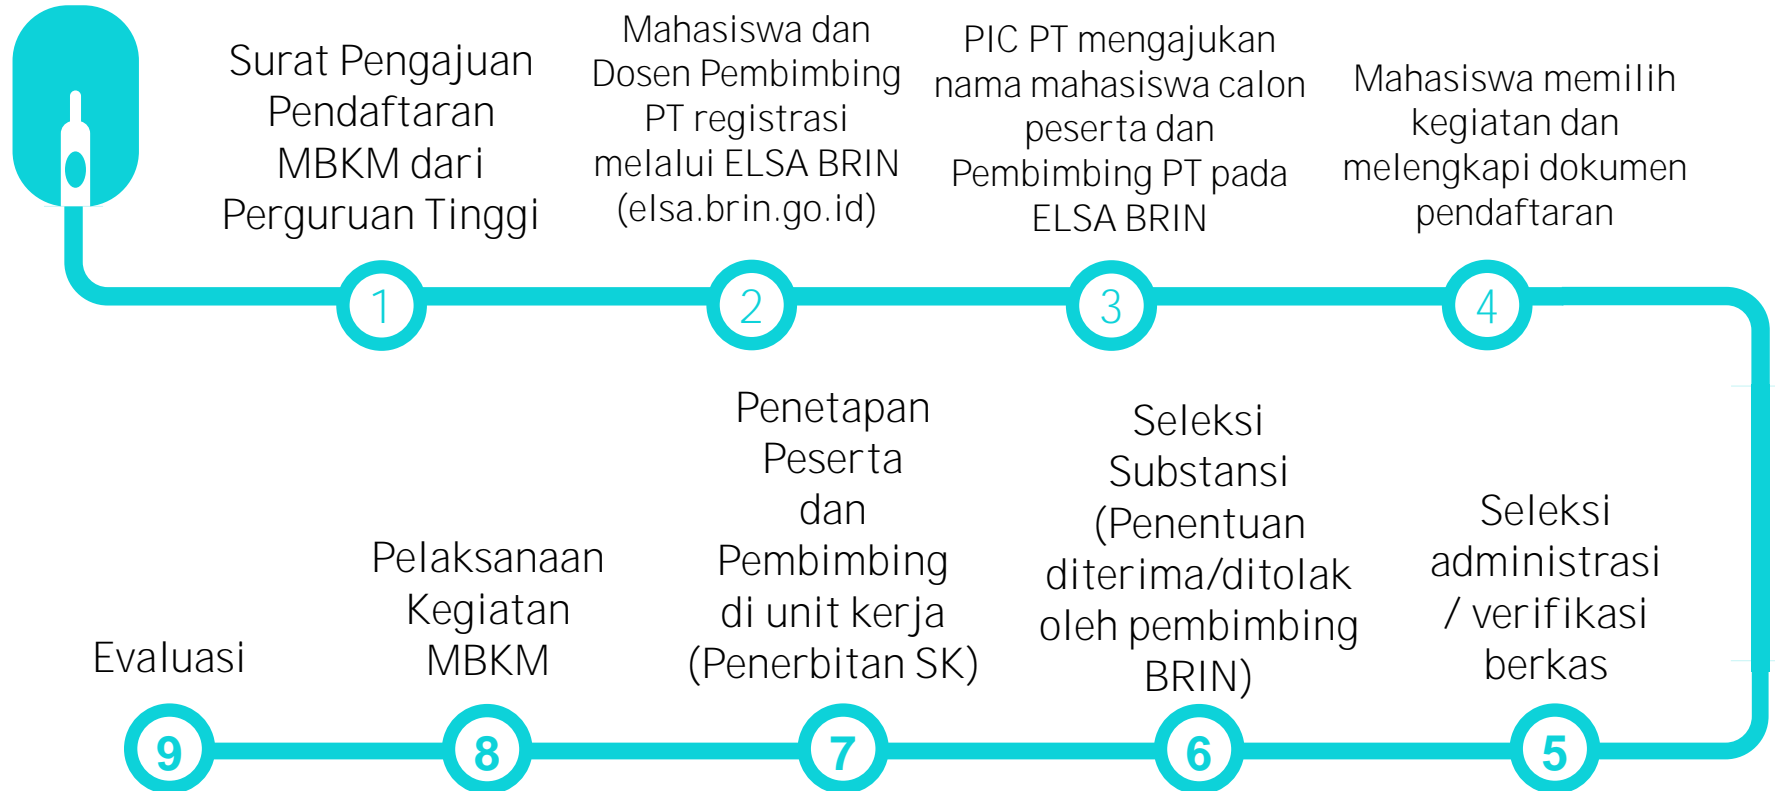 Surat Pengajuan
Pendaftaran
MBKM dari
Perguruan Tinggi
1
Mahasiswa dan
Dosen Pembimbing
PT registrasi
melalui ELSA BRIN
(elsa.brin.go.id)
2
PIC PT mengajukan
nama mahasiswa calon
peserta dan
Pembimbing PT pada
ELSA BRIN
3
Mahasiswa memilih
kegiatan dan
melengkapi dokumen
pendaftaran
4
Seleksi
administrasi
/ verifikasi
berkas
5
Seleksi
Substansi
(Penentuan
diterima/ditolak
oleh pembimbing
BRIN)
6
Penetapan
Peserta
dan
Pembimbing
di unit kerja
(Penerbitan SK)
7
Pelaksanaan
Kegiatan
MBKM
8
Evaluasi
9